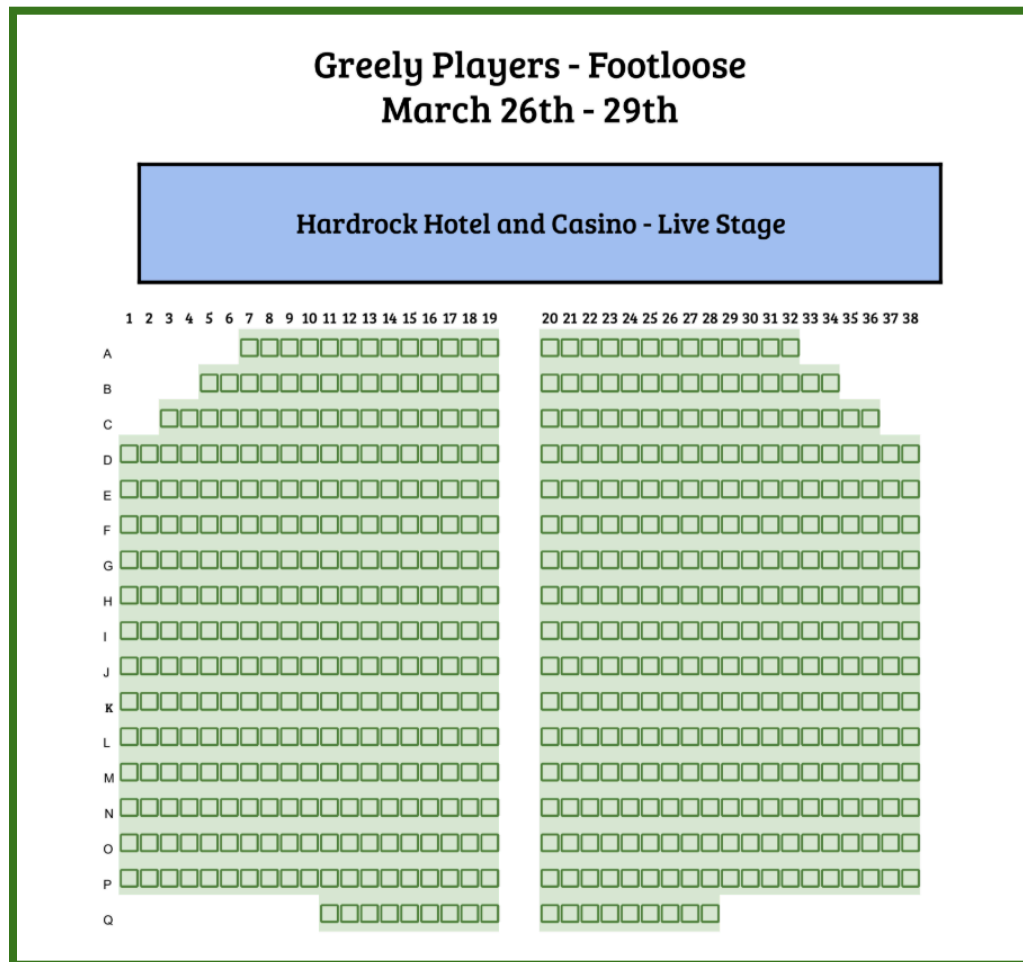 Greely Players - Footloose
March 26th - 29th
Hardrock Hotel and Casino - Live Stage
1 2 3 4 5 6 7 8 9 10 11 12 13 14 15 16 17 18 19 20 21 22 23 24 25 26 27 28 29 30 31 32 33 34 35 36 37 38
A
B
C
D
E
F
G
H
I
J
K
L
M
N
O
P
Q